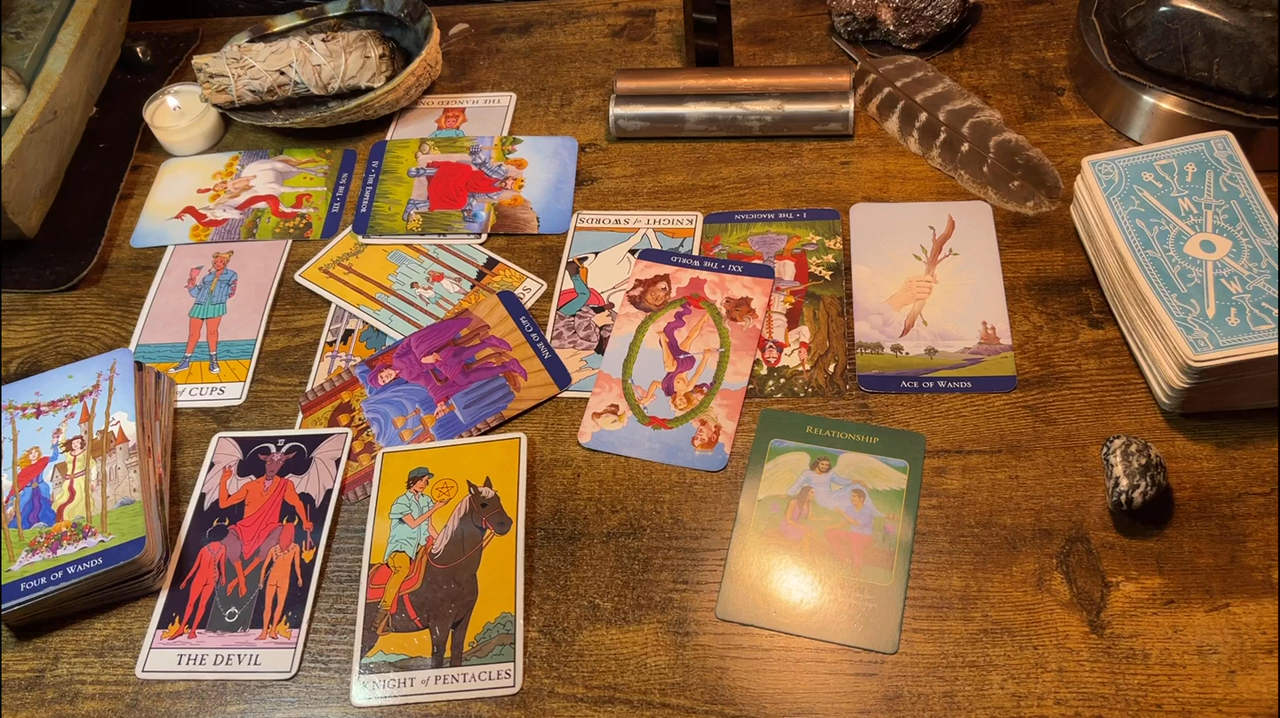 THE HANGED ON
XIX • THE SUN
IV • THE EMPEROR
KNIGHT of SWORDS
I • THE MAGICIAN
XXI • THE WORLD
ACE OF WANDS
NINE OF CUPS
of CUPS
FOUR OF WANDS
RELATIONSHIP
THE DEVIL
KNIGHT of PENTACLES